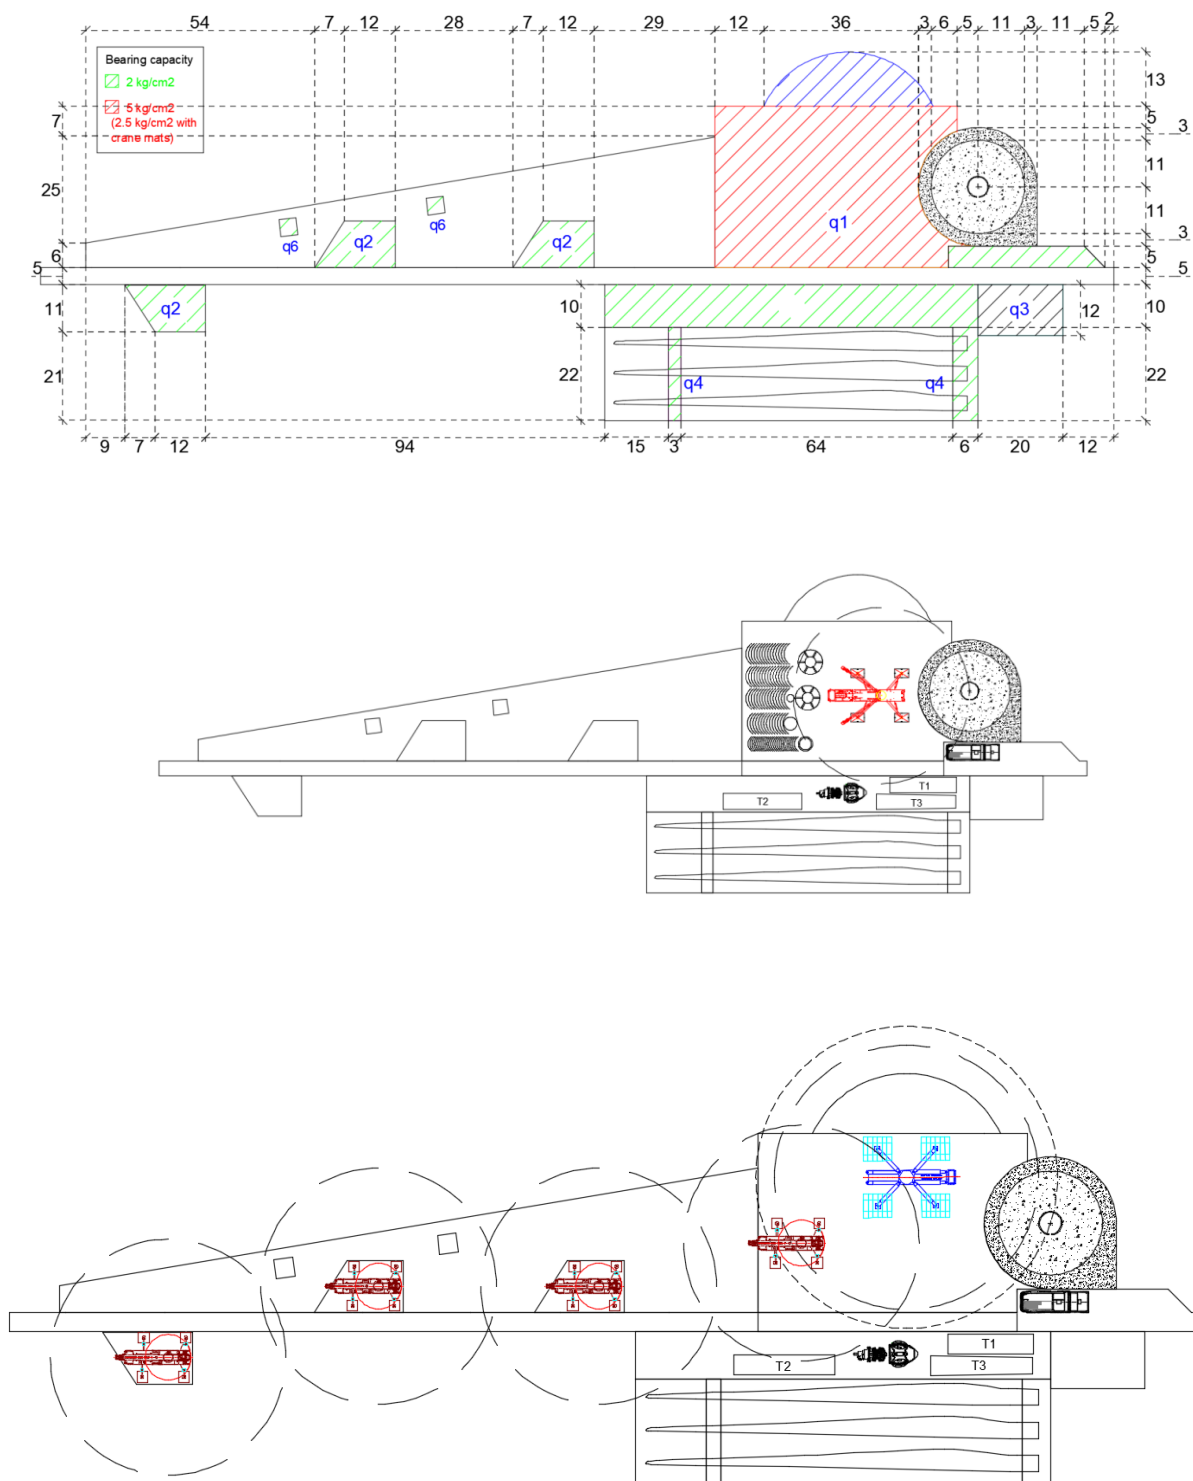 54 7 12 28 7 12 29 12 36 3 6 5 11 3 11 5 2
Bearing capacity
2 kg/cm2
5 kg/cm2
(2.5 kg/cm2 with
crane mats)
13
7
5
3
25
11
q1
11
q6
q6
q2
q2
3
6
5
5
5
q2
q3
11
10
12
10
21
22
q4
q4
22
9 7 12 94 15 3 64 6 20 12
T1
T2
T3
T1
T2
T3